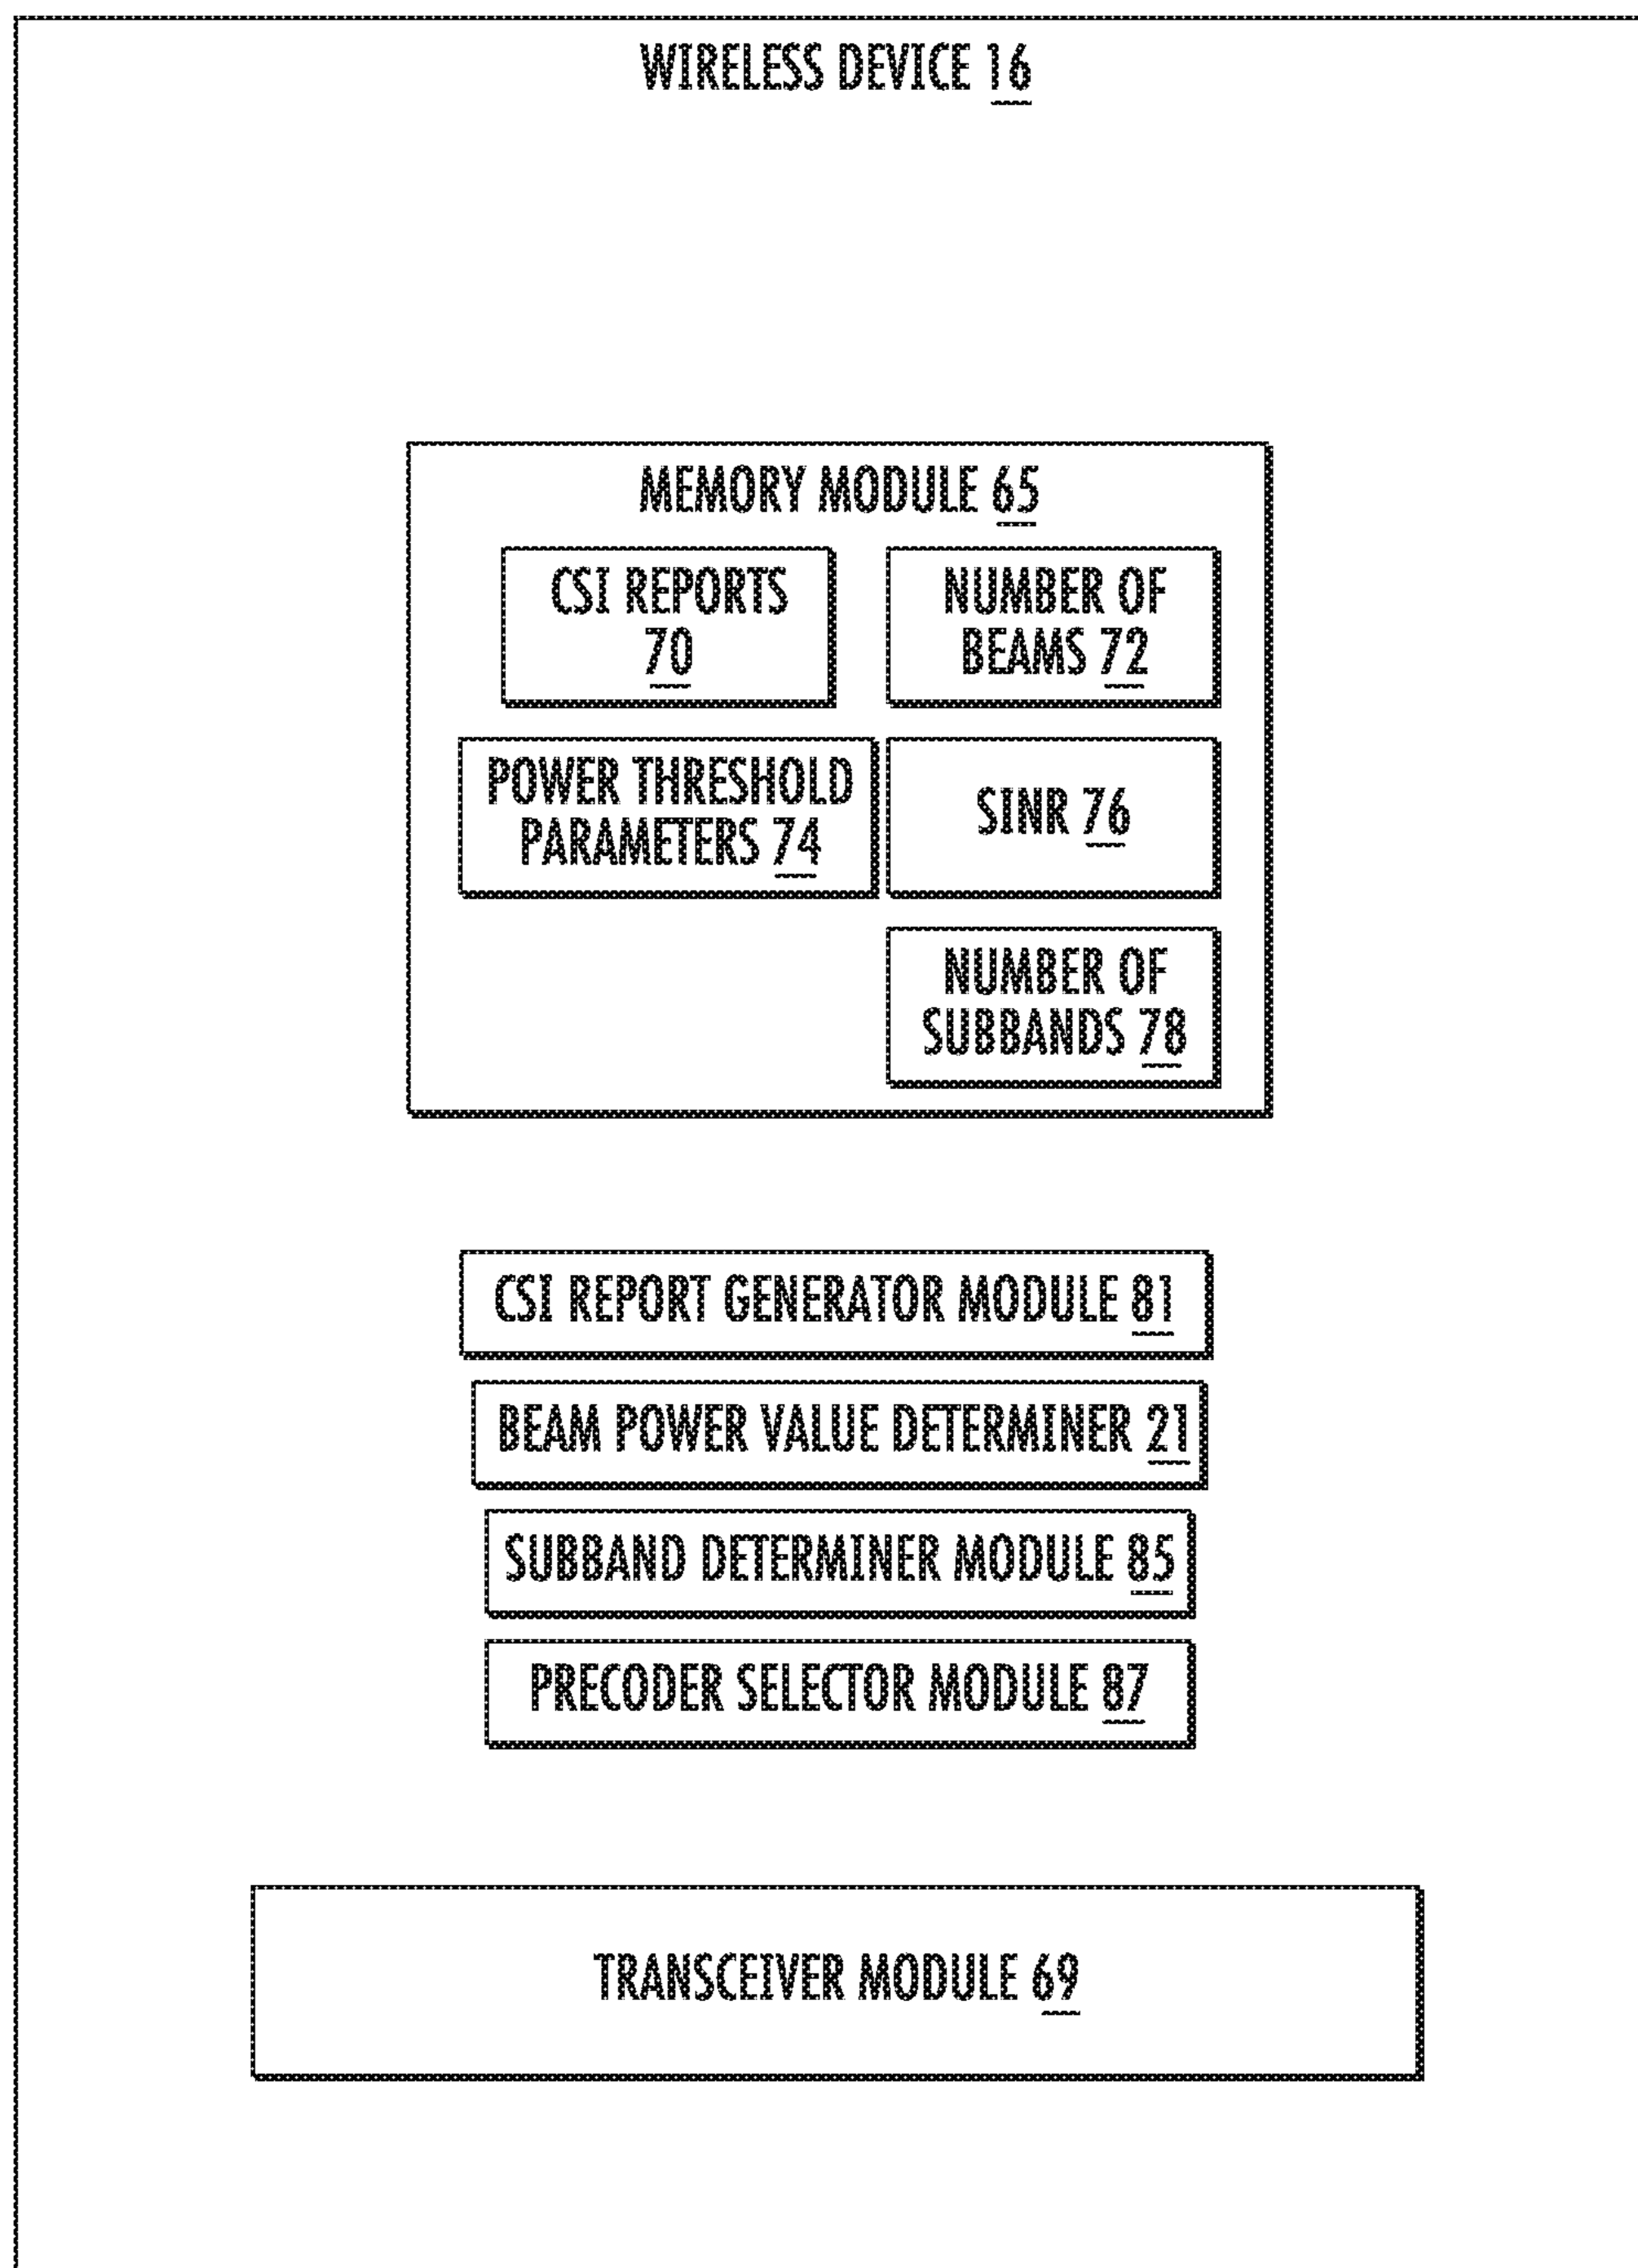 WIRELESS DEVICE 16
MEMORY MODULE 65
CSI REPORTS
70
NUMBER OF
BEAMS 72
POWER THRESHOLD
PARAMETERS 74
SINR 76
NUMBER OF
SUBBANDS 78
CSI REPORT GENERATOR MODULE 81
BEAM POWER VALUE DETERMINER 21
SUBBAND DETERMINER MODULE 85
PRECODER SELECTOR MODULE 87
TRANSCEIVER MODULE 69